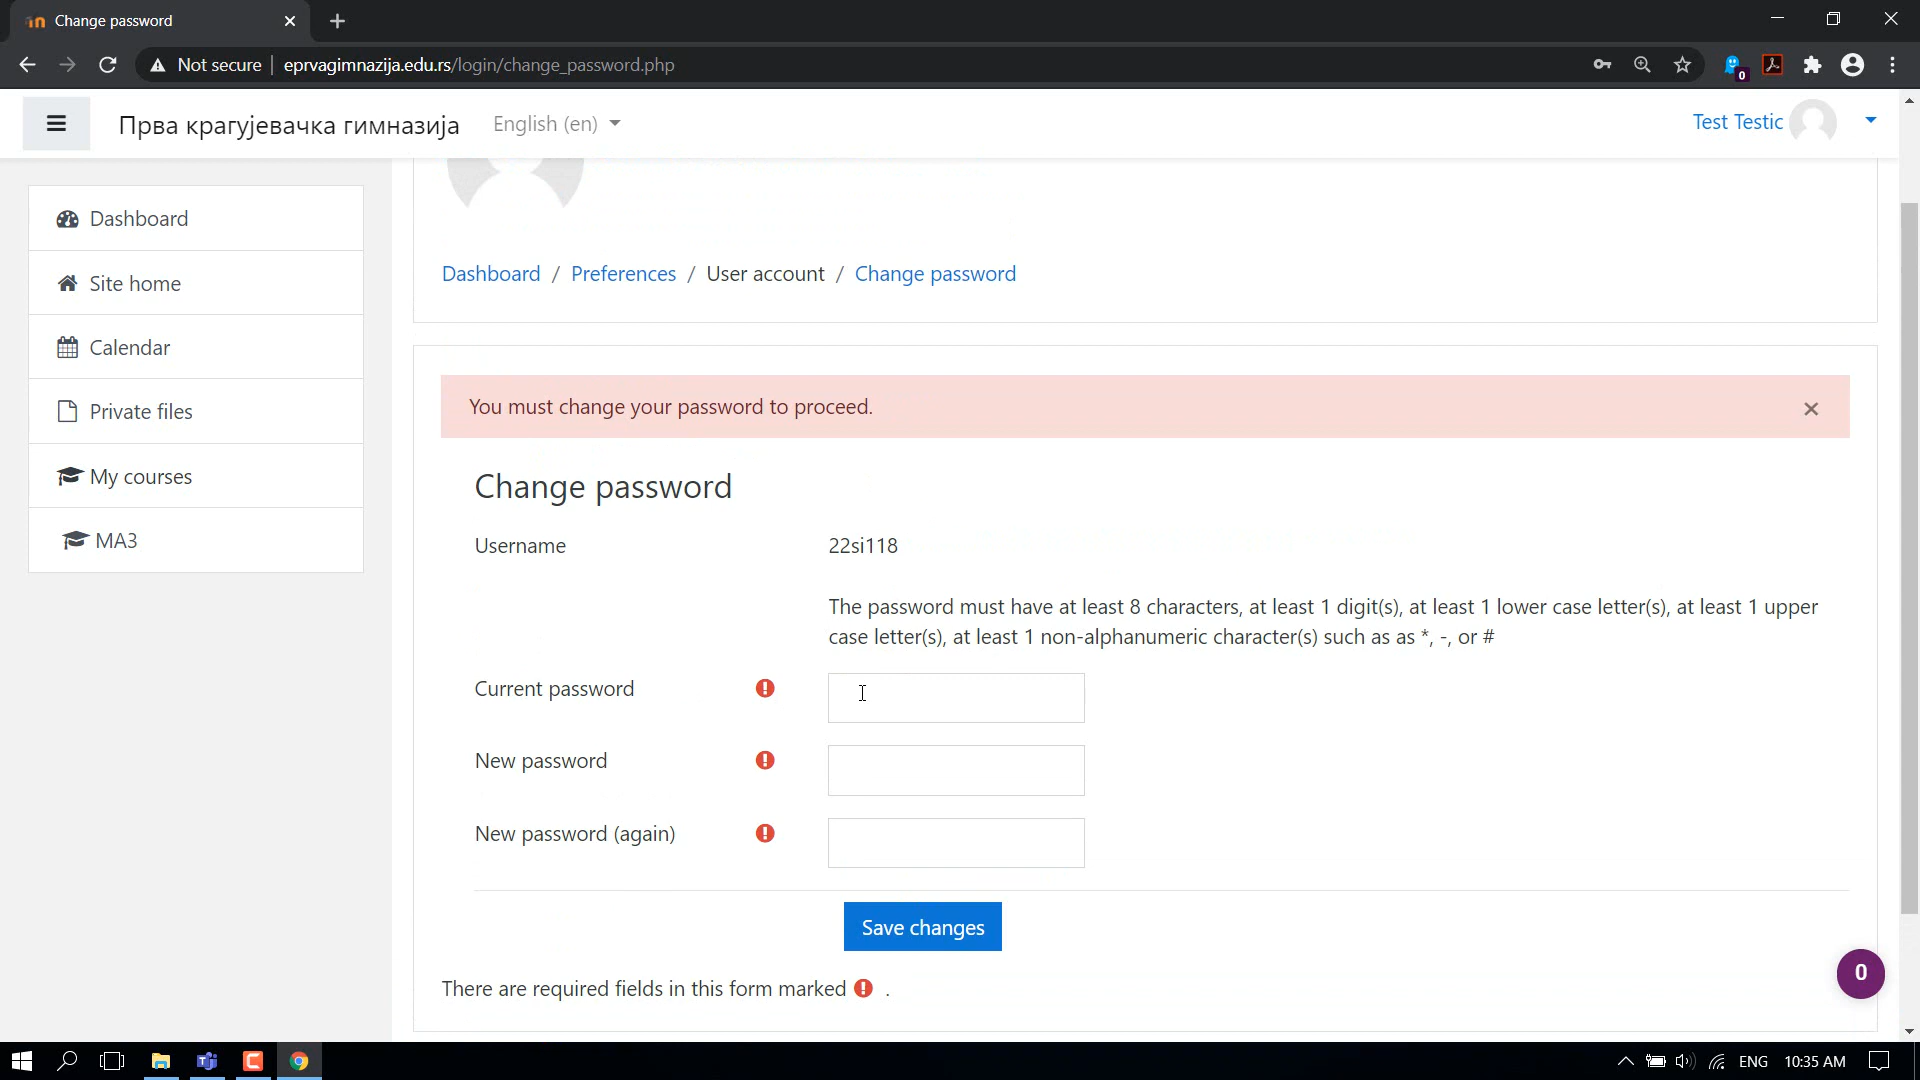 Change password
Not secure
eprvagimnazija.edu.rs/login/change_password.php
0
Прва крагујевачка гимназија
English (en)
Test Testic
Dashboard
Site home
Calendar
Private files
My courses
MA3
Dashboard / Preferences / User account / Change password
You must change your password to proceed.
Change password
Username 22si118
The password must have at least 8 characters, at least 1 digit(s), at least 1 lower case letter(s), at least 1 upper
case letter(s), at least 1 non-alphanumeric character(s) such as as *, -, or #
Current password
New password
New password (again)
Save changes
There are required fields in this form marked .
0
ENG 10:35 AM